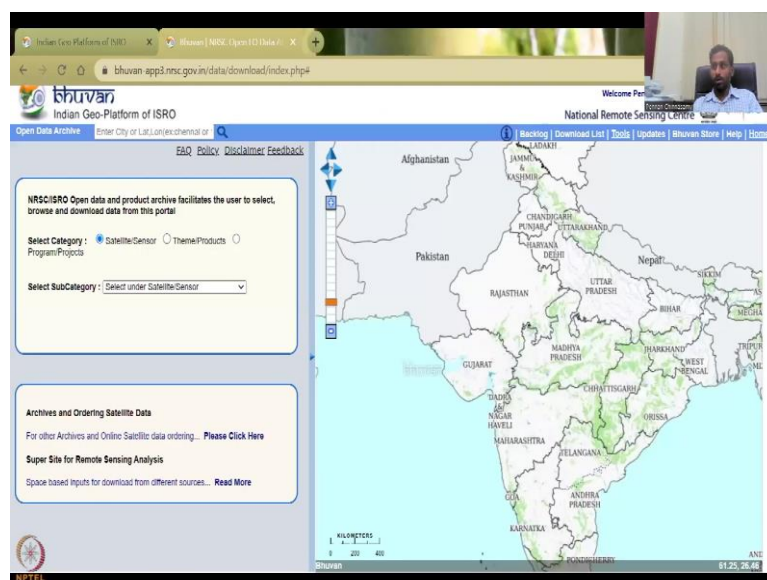 Indian Geo Platform of ISRO X
Bhuvan | NRSC Open EO Data Ar X +
bhuvan-app3.nrsc.gov.in/data/download/index.php#
bhuvan
Indian Geo-Platform of ISRO
Welcome
National Remote Sensing Centre
Open Data Archive
Enter City or Lat,Lon(ex:chennai or
Backlog | Download List | Tools | Updates | Bhuvan Store | Help | Home
FAQ Policy Disclaimer Feedback
NRSC/ISRO Open data and product archive facilitates the user to select,
browse and download data from this portal
Select Category : Satellite/Sensor Theme/Products
Program/Projects
Select SubCategory : Select under Satellite/Sensor
Archives and Ordering Satellite Data
For other Archives and Online Satellite data ordering... Please Click Here
Super Site for Remote Sensing Analysis
Space based Inputs for download from different sources... Read More
NPTEL
LADAKH
Afghanistan
JAMMU
&
KASHMIR
CHANDIGARH
PUNJAB
UTTARAKHAND
HARYANA
DELHI
Pakistan
Nepal
SIKKIM
RAJASTHAN
UTTAR
PRADESH
AS
BIHAR
MEGHA
MADHYA
PRADESH
JHARKHAND
TRIPUR
GUJARAT
WEST
BENGAL
CHHATTISGARH
DADRA
&
NAGAR
HAVELI
ORISSA
MAHARASHTRA
TELANGANA
GOA
ANDHRA
PRADESH
KARNATKA
KILOMETERS
0 200 400
PONDICHERRY
AND
Bhuvan
61.25, 26.46